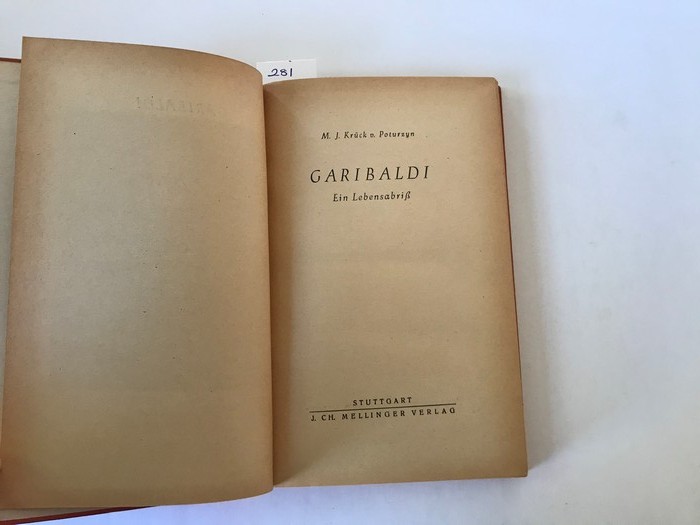 281
M. J. Krück v. Poturzyn
GARIBALDI
Ein Lebensabriß
STUTTGART
J. CH. MELLINGER VERLAG